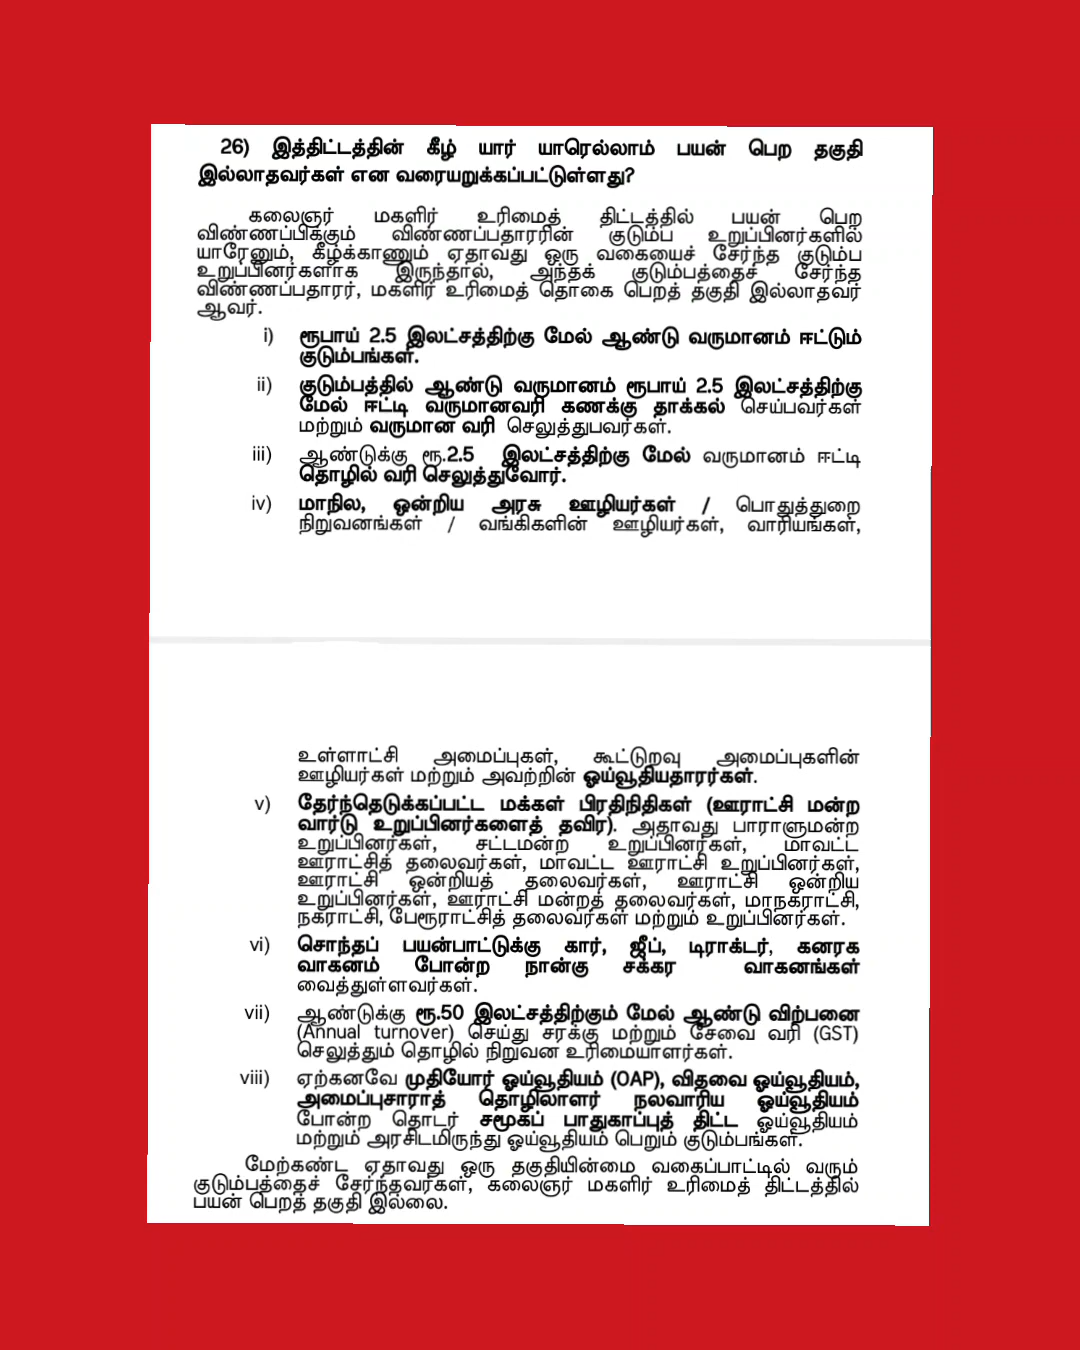 26) இத்திட்டத்தின் கீழ் யார் யாரெல்லாம் பயன் பெற தகுதி
இல்லாதவர்கள் என வரையறுக்கப்பட்டுள்ளது?
கலைஞர் மகளிர் உரிமைத் திட்டத்தில் பயன் பெற
விண்ணப்பிக்கும் விண்ணப்பதாரரின் குடும்ப உறுப்பினர்களில்
யாரேனும், கீழ்க்காணும் ஏதாவது ஒரு வகையைச் சேர்ந்த குடும்ப
உறுப்பினர்களாக இருந்தால், அந்தக் குடும்பத்தைச் சேர்ந்த
விண்ணப்பதாரர், மகளிர் உரிமைத் தொகை பெறத் தகுதி இல்லாதவர்
ஆவர்.
i) ரூபாய் 2.5 இலட்சத்திற்கு மேல் ஆண்டு வருமானம் ஈட்டும்
குடும்பங்கள்.
ii) குடும்பத்தில் ஆண்டு வருமானம் ரூபாய் 2.5 இலட்சத்திற்கு
மேல் ஈட்டி வருமானவரி கணக்கு தாக்கல் செய்பவர்கள்
மற்றும் வருமான வரி செலுத்துபவர்கள்.
iii) ஆண்டுக்கு ரூ.2.5 இலட்சத்திற்கு மேல் வருமானம் ஈட்டி
தொழில் வரி செலுத்துவோர்.
iv) மாநில, ஒன்றிய அரசு ஊழியர்கள் / பொதுத்துறை
நிறுவனங்கள் / வங்கிகளின் ஊழியர்கள், வாரியங்கள்,
உள்ளாட்சி அமைப்புகள், கூட்டுறவு அமைப்புகளின்
ஊழியர்கள் மற்றும் அவற்றின் ஓய்வூதியதாரர்கள்.
v) தேர்ந்தெடுக்கப்பட்ட மக்கள் பிரதிநிதிகள் (ஊராட்சி மன்ற
வார்டு உறுப்பினர்களைத் தவிர). அதாவது பாராளுமன்ற
உறுப்பினர்கள், சட்டமன்ற உறுப்பினர்கள், மாவட்ட
ஊராட்சித் தலைவர்கள், மாவட்ட ஊராட்சி உறுப்பினர்கள்,
ஊராட்சி ஒன்றியத் தலைவர்கள், ஊராட்சி ஒன்றிய
உறுப்பினர்கள், ஊராட்சி மன்றத் தலைவர்கள், மாநகராட்சி,
நகராட்சி, பேரூராட்சித் தலைவர்கள் மற்றும் உறுப்பினர்கள்.
vi) சொந்தப் பயன்பாட்டுக்கு கார், ஜீப், டிராக்டர், கனரக
வாகனம் போன்ற நான்கு சக்கர வாகனங்கள்
வைத்துள்ளவர்கள்.
vii) ஆண்டுக்கு ரூ.50 இலட்சத்திற்கும் மேல் ஆண்டு விற்பனை
(Annual turnover) செய்து சரக்கு மற்றும் சேவை வரி (GST)
செலுத்தும் தொழில் நிறுவன உரிமையாளர்கள்.
viii) ஏற்கனவே முதியோர் ஓய்வூதியம் (OAP), விதவை ஓய்வூதியம்,
அமைப்புசாராத் தொழிலாளர் நலவாரிய ஓய்வூதியம்
போன்ற தொடர் சமூகப் பாதுகாப்புத் திட்ட ஓய்வூதியம்
மற்றும் அரசிடமிருந்து ஓய்வூதியம் பெறும் குடும்பங்கள்.
மேற்கண்ட ஏதாவது ஒரு தகுதியின்மை வகைப்பாட்டில் வரும்
குடும்பத்தைச் சேர்ந்தவர்கள், கலைஞர் மகளிர் உரிமைத் திட்டத்தில்
பயன் பெறத் தகுதி இல்லை.